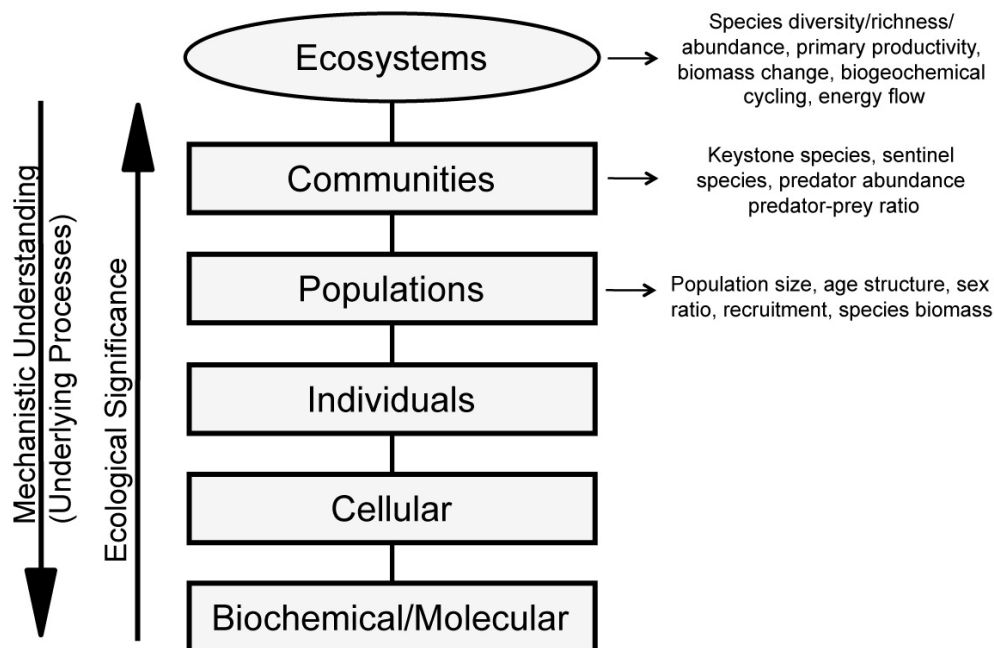 Ecosystems
Species diversity/richness/
abundance, primary productivity,
biomass change, biogeochemical
cycling, energy flow
Communities
Keystone species, sentinel
species, predator abundance
predator-prey ratio
Populations
Population size, age structure, sex
ratio, recruitment, species biomass
Individuals
Cellular
Biochemical/Molecular
Mechanistic Understanding
(Underlying Processes)
Ecological Significance